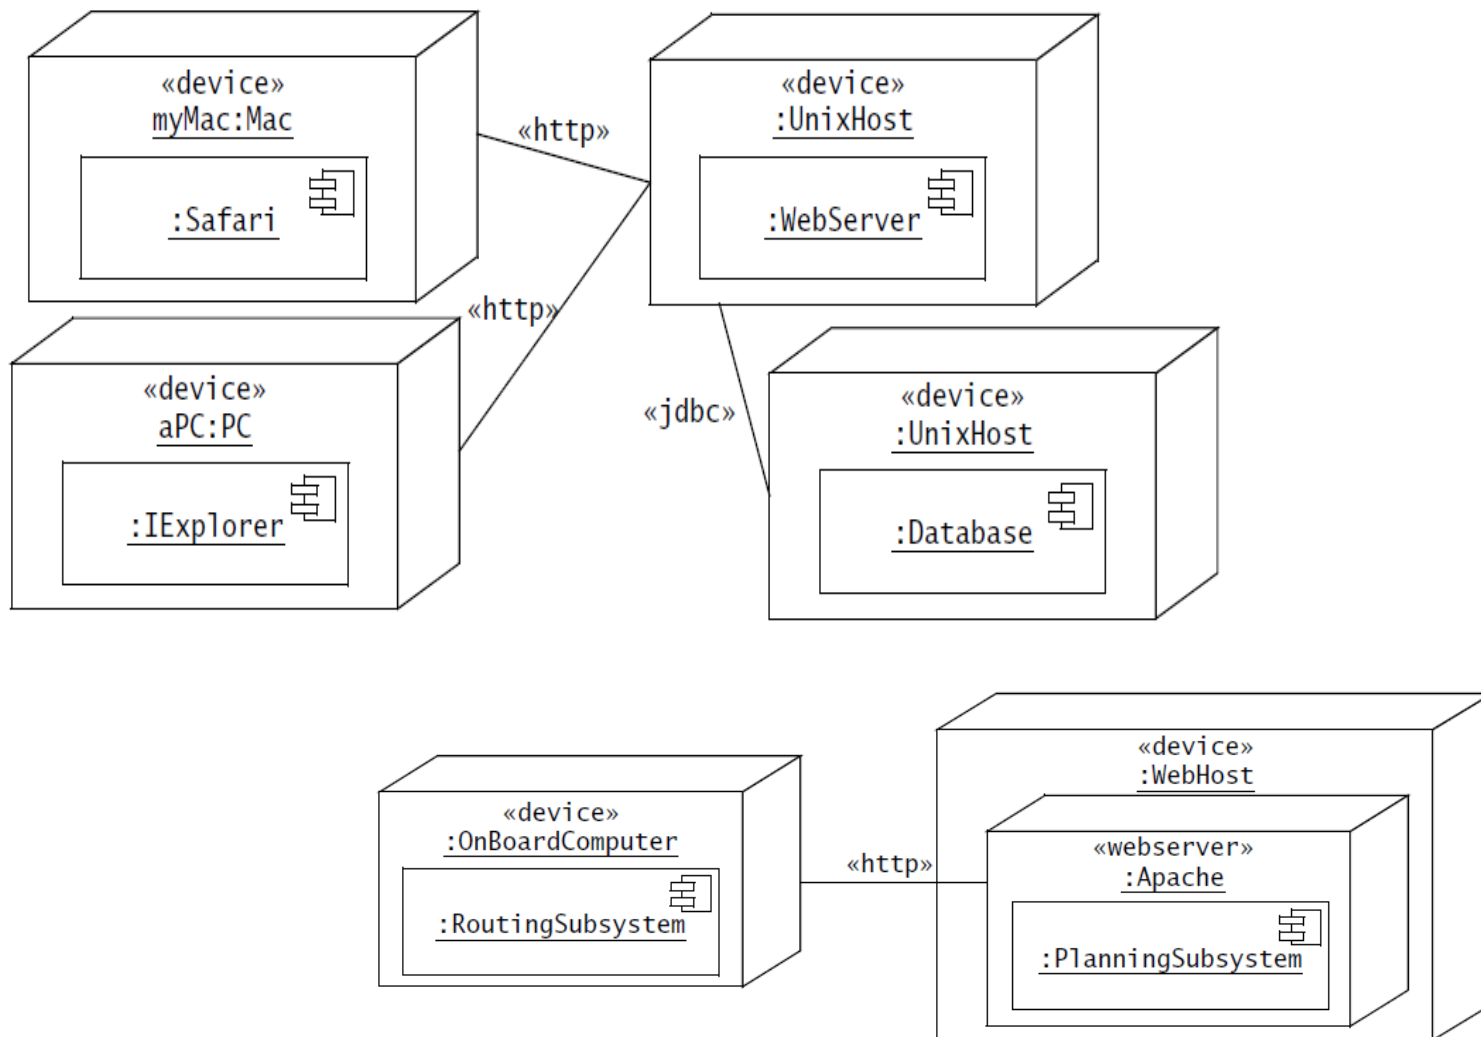 «device»
myMac:Mac
:Safari
«http»
«device»
:UnixHost
:WebServer
«http»
«device»
aPC:PC
:IExplorer
«jdbc»
«device»
:UnixHost
:Database
«device»
:OnBoardComputer
:RoutingSubsystem
«http»
«device»
:WebHost
«webserver»
:Apache
:PlanningSubsystem